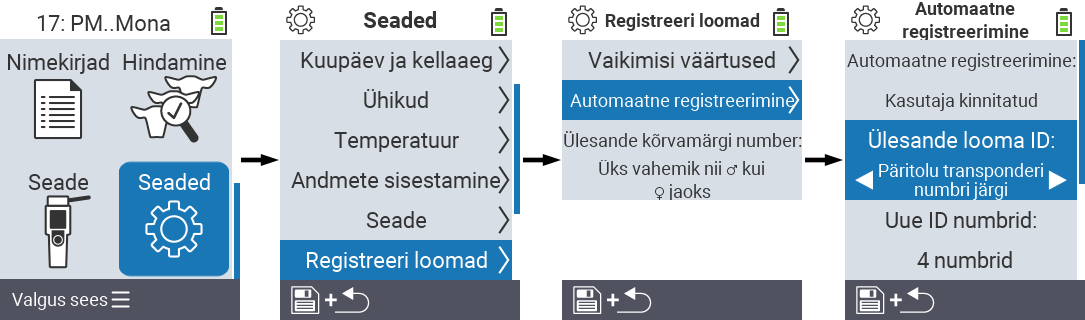 17: PM..Mona
Nimekirjad Hindamine
Seade Seaded
Valgus sees
Seaded
Kuupäev ja kellaaeg
Ühikud
Temperatuur
Andmete sisestamine
Seade
Registreeri loomad
+
Registreeri loomad
Vaikimisi väärtused
Automaatne registreerimine
Ülesande kõrvamärgi number:
Üks vahemik nii ♂ kui
♀ jaoks
+
Automaatne
registreerimine
Automaatne registreerimine:
Kasutaja kinnitatud
Ülesande looma ID:
Päritolu transponderi
numbri järgi
Uue ID numbrid:
4 numbrid
+